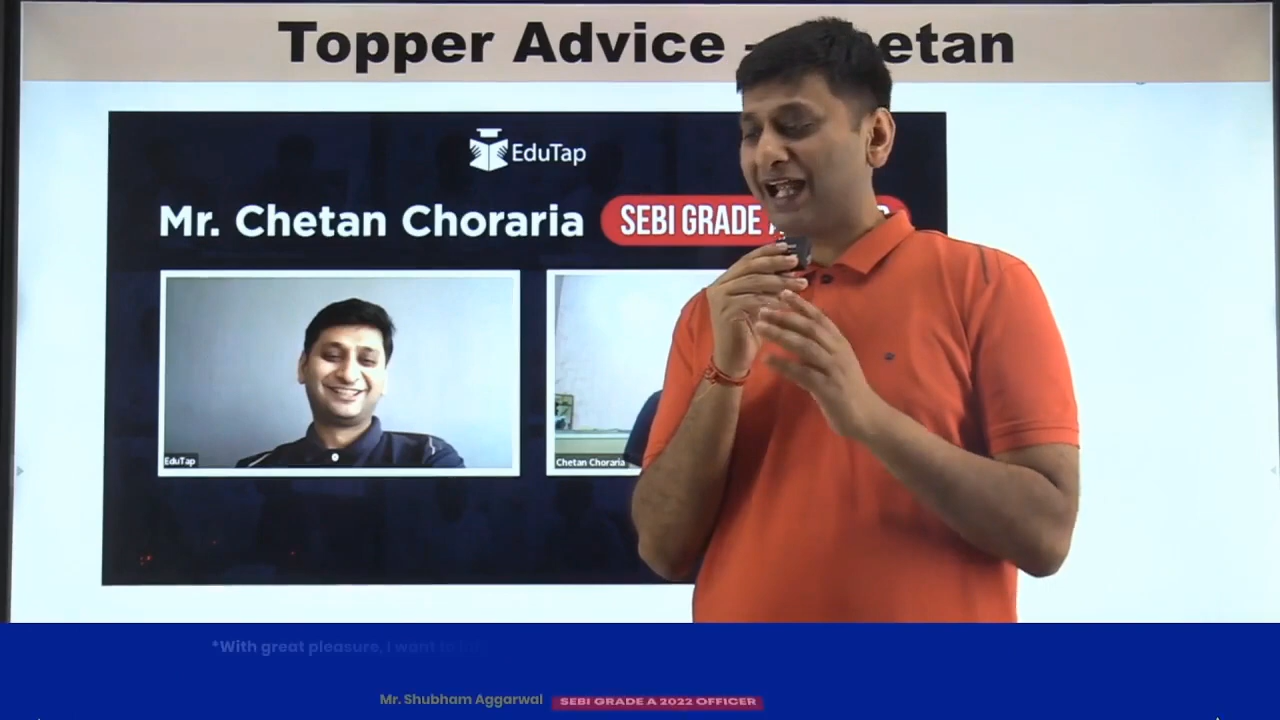 Topper Advice - etan
EduTap
Mr. Chetan Choraria
SEBI GRADE A
EduTap
Chetan Choraria
*With great pleasure, I want
Mr. Shubham Aggarwal
SEBI GRADE A 2022 OFFICER